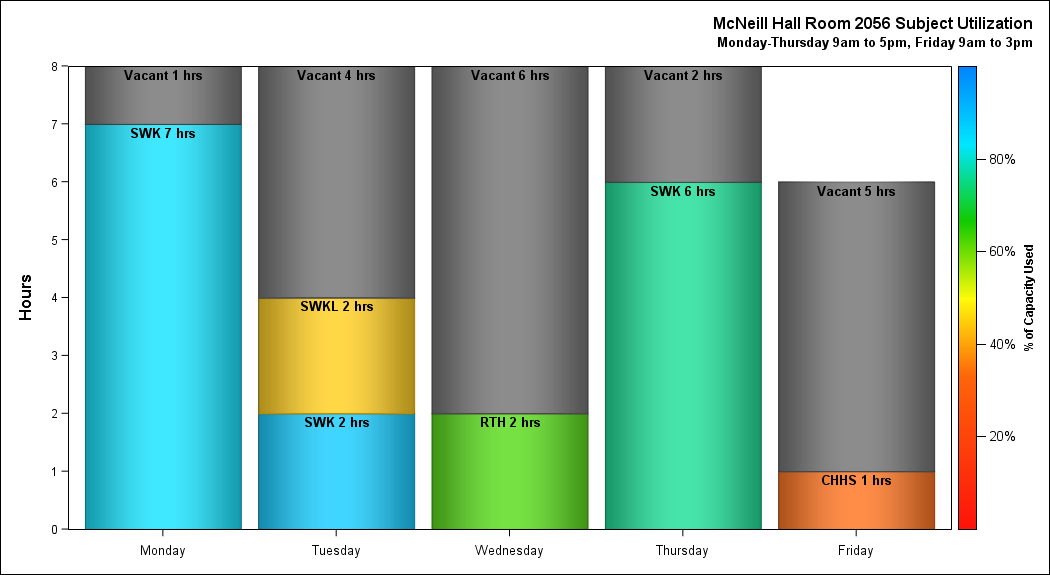 McNeill Hall Room 2056 Subject Utilization
Monday-Thursday 9am to 5pm, Friday 9am to 3pm
Hours
8
7
6
5
4
3
2
1
0
Vacant 1 hrs
SWK 7 hrs
Vacant 4 hrs
SWKL 2 hrs
SWK 2 hrs
Vacant 6 hrs
RTH 2 hrs
Vacant 2 hrs
SWK 6 hrs
Vacant 5 hrs
CHHS 1 hrs
Monday
Tuesday
Wednesday
Thursday
Friday
80%
60%
40%
20%
% of Capacity Used